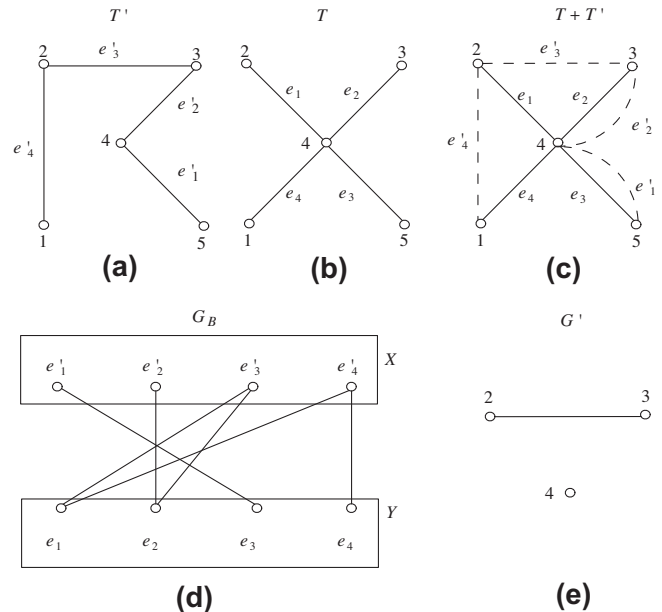 T ' T T + T '
2 e'3 3 2 3 2 e'3 3
e'4 e'2 4 e'1 e1 e2 4 e4 e3 e'4 e1 e2 e'2 4 e4 e3 e'1
1 5 1 5 1 5
(a) (b) (c)
GB G '
e'1 e'2 e'3 e'4 X
2 3
4
Y
e1 e2 e3 e4
(d) (e)